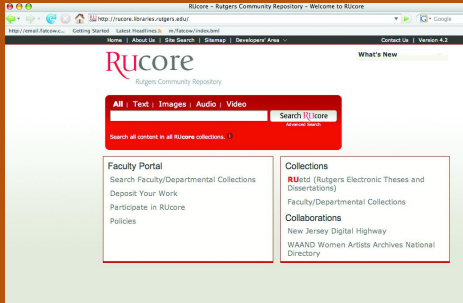 RUcore - Rutgers Community Repository - Welcome to RUcore
http://rucore.libraries.rutgers.edu/
Google
http://email.fatcow.c... Getting Started Latest Headlines m/fatcow/index.bml
Home | About Us | Site Search | Sitemap | Developers' Area Contact Us | Version 4.2
Rucore
Rutgers Community Repository
What's New
All | Text | Images | Audio | Video
Search RUcore
Advanced Search
Search all content in all RUcore collections.
Faculty Portal
Search Faculty/Departmental Collections
Deposit Your Work
Participate in RUcore
Policies
Collections
RUetd (Rutgers Electronic Theses and
Dissertations)
Faculty/Departmental Collections
Collaborations
New Jersey Digital Highway
WAAND Women Artists Archives National
Directory